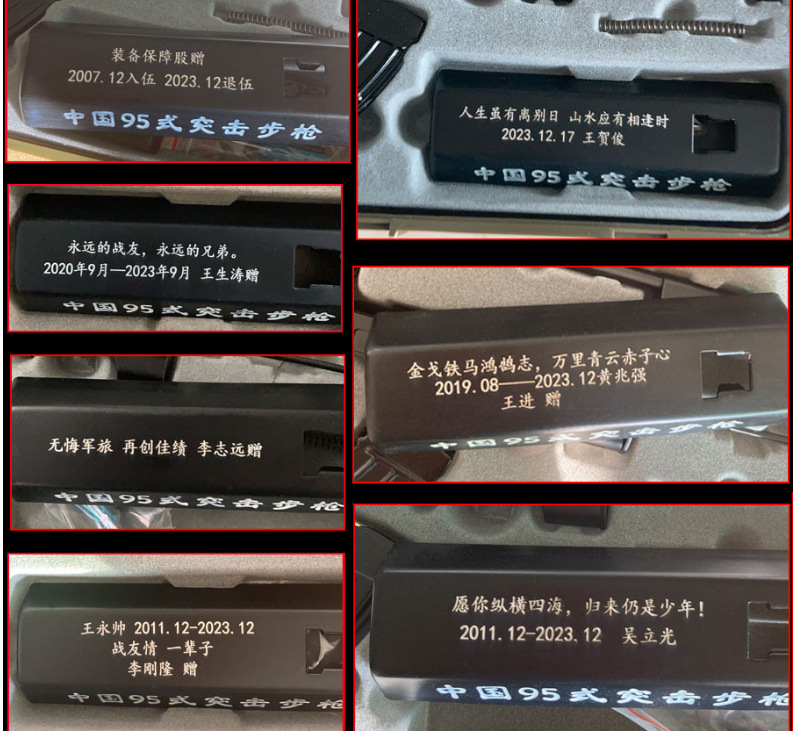 装备保障股赠
2007.12入伍 2023.12退伍
中国95式突击步枪
人生虽有离别日 山水应有相逢时
2023.12.17 王贺俊
中国95式突击步枪
永远的战友，永远的兄弟。
2020年9月—2023年9月 王生涛赠
中国95式突击步枪
金戈铁马鸿鹄志，万里青云赤子心
2019.08——2023.12黄兆强
王进 赠
中国95式突击步枪
无悔军旅 再创佳绩 李志远赠
中国95式突击步枪
愿你纵横四海，归来仍是少年！
2011.12-2023.12 吴立光
中国95式突击步枪
王永帅 2011.12-2023.12
战友情 一辈子
李刚隆 赠
中国95式突击步枪